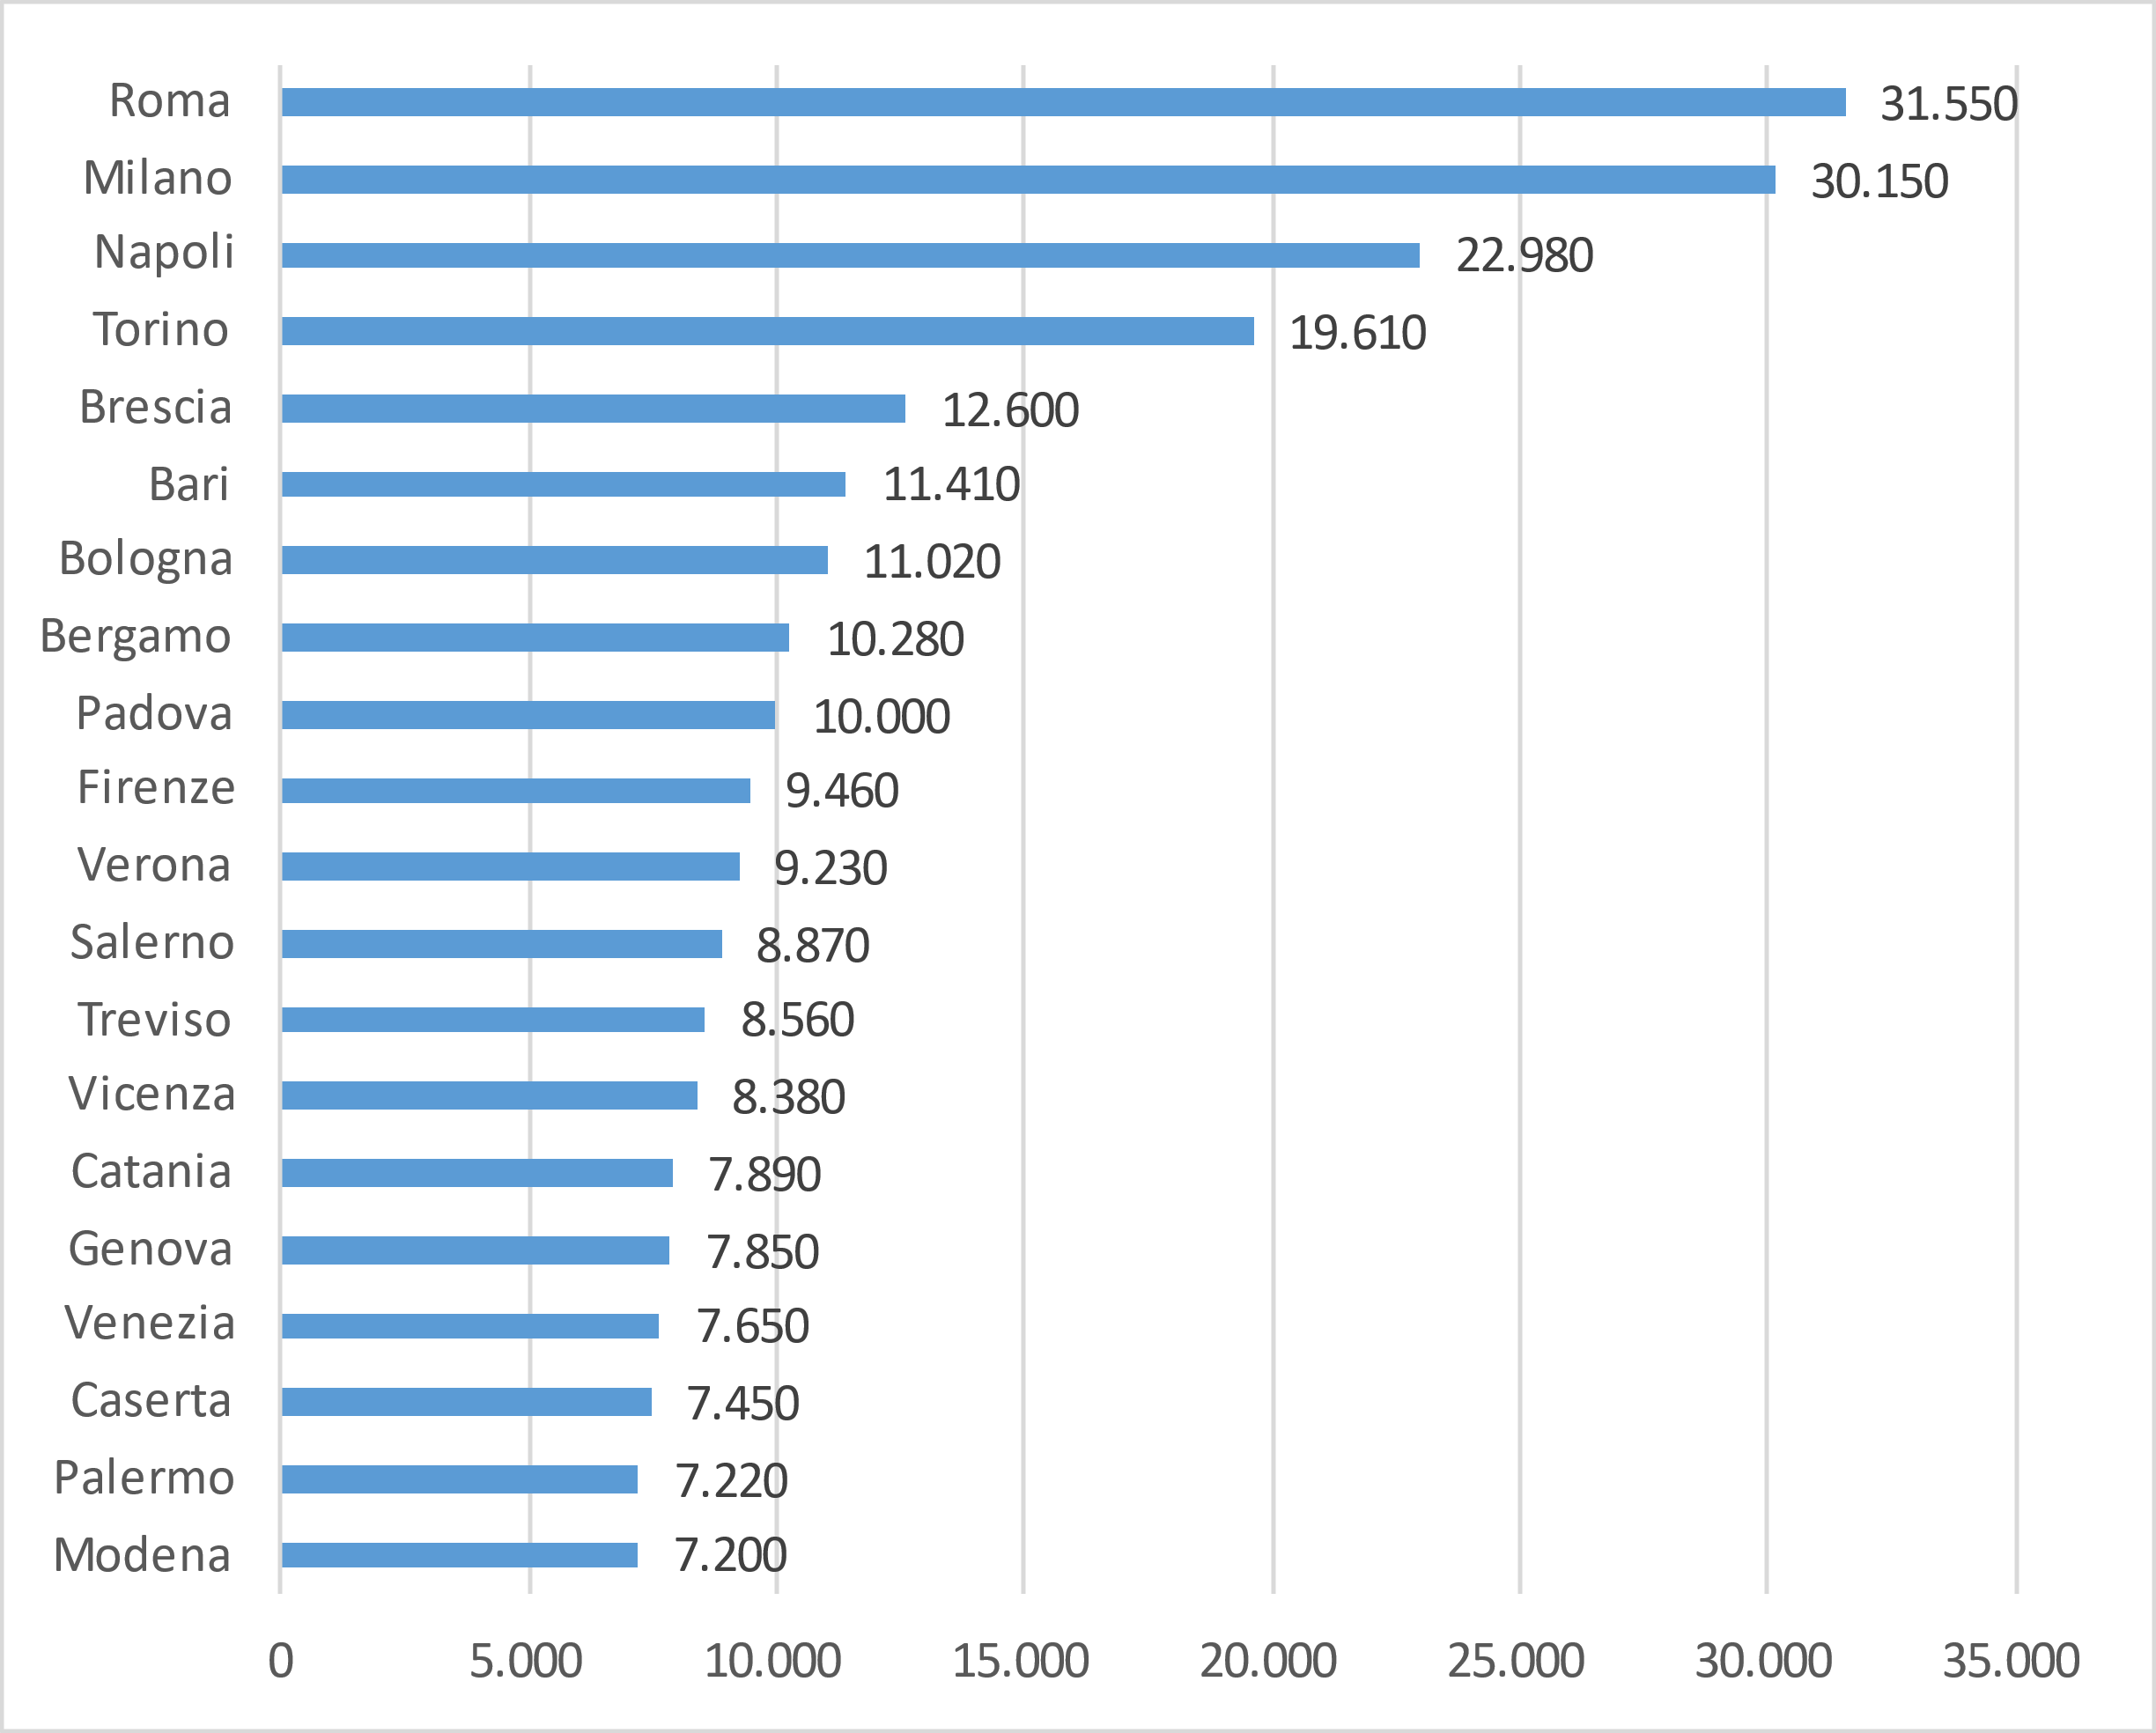 Roma 31.550
Milano 30.150
Napoli 22.980
Torino 19.610
Brescia 12.600
Bari 11.410
Bologna 11.020
Bergamo 10.280
Padova 10.000
Firenze 9.460
Verona 9.230
Salerno 8.870
Treviso 8.560
Vicenza 8.380
Catania 7.890
Genova 7.850
Venezia 7.650
Caserta 7.450
Palermo 7.220
Modena 7.200
0 5.000 10.000 15.000 20.000 25.000 30.000 35.000